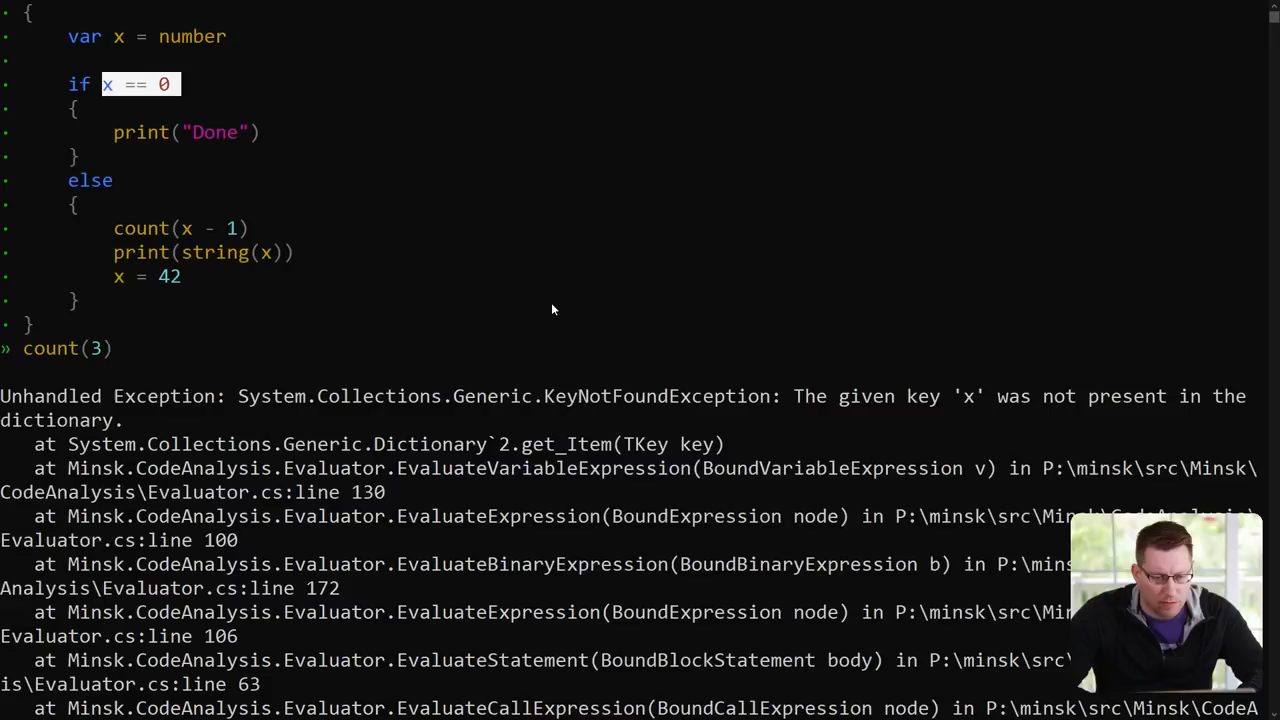 · {
· var x = number
·
· if x == 0
· {
· print("Done")
· }
· else
· {
· count(x - 1)
· print(string(x))
· x = 42
· }
· }
» count(3)
Unhandled Exception: System.Collections.Generic.KeyNotFoundException: The given key 'x' was not present in the
dictionary.
at System.Collections.Generic.Dictionary`2.get_Item(TKey key)
at Minsk.CodeAnalysis.Evaluator.EvaluateVariableExpression(BoundVariableExpression v) in P:\minsk\src\Minsk\
CodeAnalysis\Evaluator.cs:line 130
at Minsk.CodeAnalysis.Evaluator.EvaluateExpression(BoundExpression node) in P:\minsk\src\Minsk\CodeAnalysis\
Evaluator.cs:line 100
at Minsk.CodeAnalysis.Evaluator.EvaluateBinaryExpression(BoundBinaryExpression b) in P:\mins
Analysis\Evaluator.cs:line 172
at Minsk.CodeAnalysis.Evaluator.EvaluateExpression(BoundExpression node) in P:\minsk\src\M
Evaluator.cs:line 106
at Minsk.CodeAnalysis.Evaluator.EvaluateStatement(BoundBlockStatement body) in P:\minsk\src\
is\Evaluator.cs:line 63
at Minsk.CodeAnalysis.Evaluator.EvaluateCallExpression(BoundCallExpression node) in P:\minsk\src\Minsk\CodeA